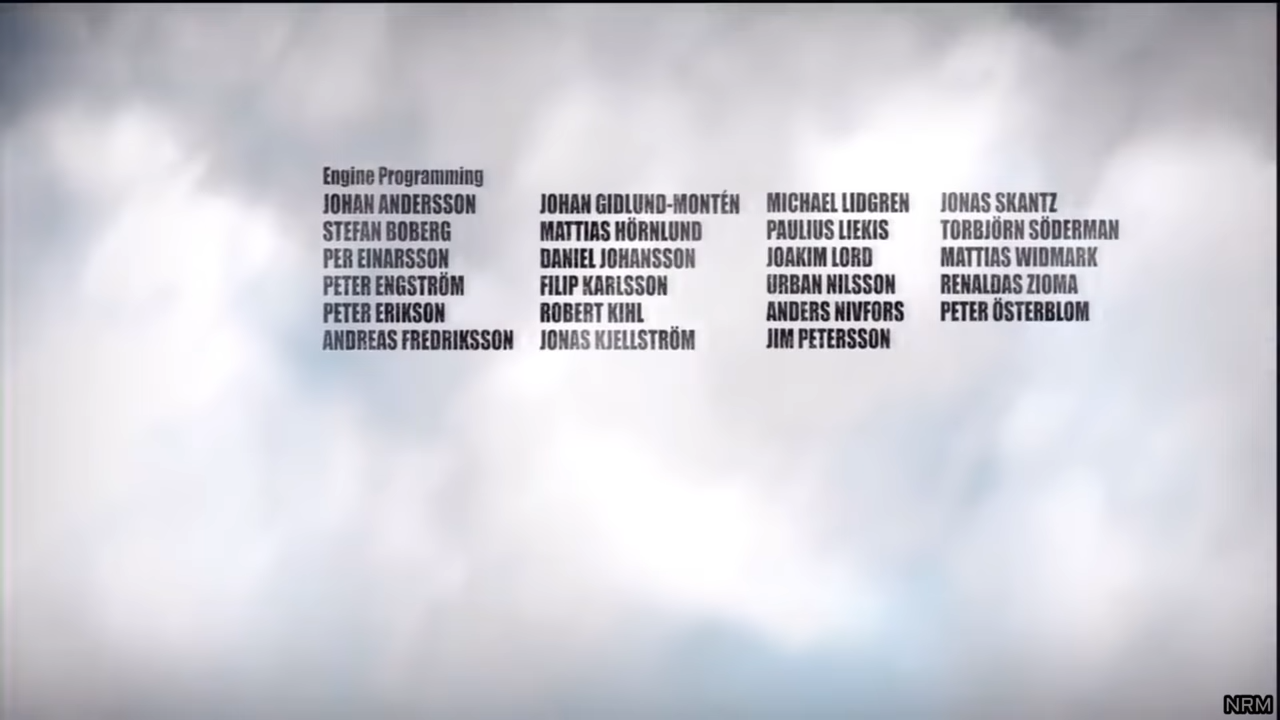 Engine Programming
JOHAN ANDERSSON
STEFAN BOBERG
PER EINARSSON
PETER ENGSTRÖM
PETER ERIKSON
ANDREAS FREDRIKSSON
JOHAN GIDLUND-MONTÉN
MATTIAS HÖRNLUND
DANIEL JOHANSSON
FILIP KARLSSON
ROBERT KIHL
JONAS KJELLSTRÖM
MICHAEL LIDGREN
PAULIUS LIEKIS
JOAKIM LORD
URBAN NILSSON
ANDERS NIVFORS
JIM PETERSSON
JONAS SKANTZ
TORBJÖRN SÖDERMAN
MATTIAS WIDMARK
RENALDAS ZIOMA
PETER ÖSTERBLOM
NRM